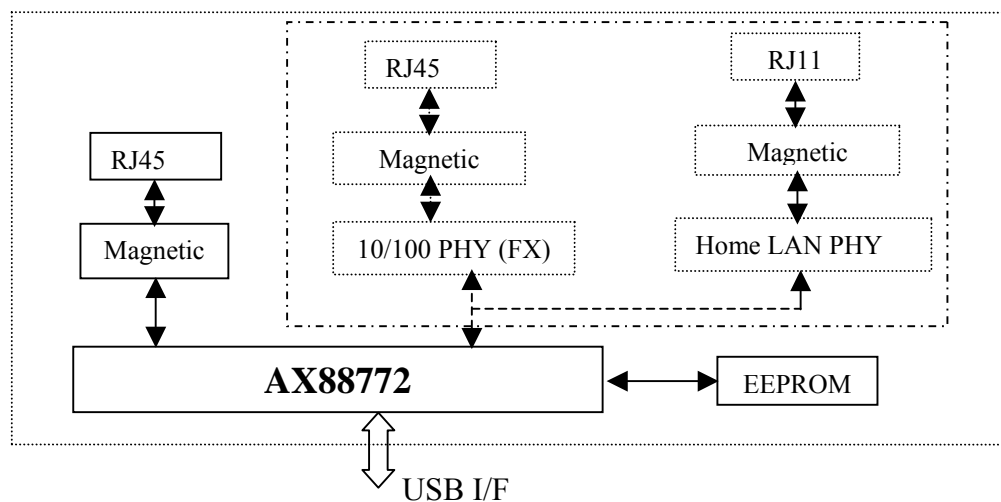 RJ45
RJ11
Magnetic
Magnetic
RJ45
Magnetic
10/100 PHY (FX)
Home LAN PHY
AX88772
EEPROM
USB I/F